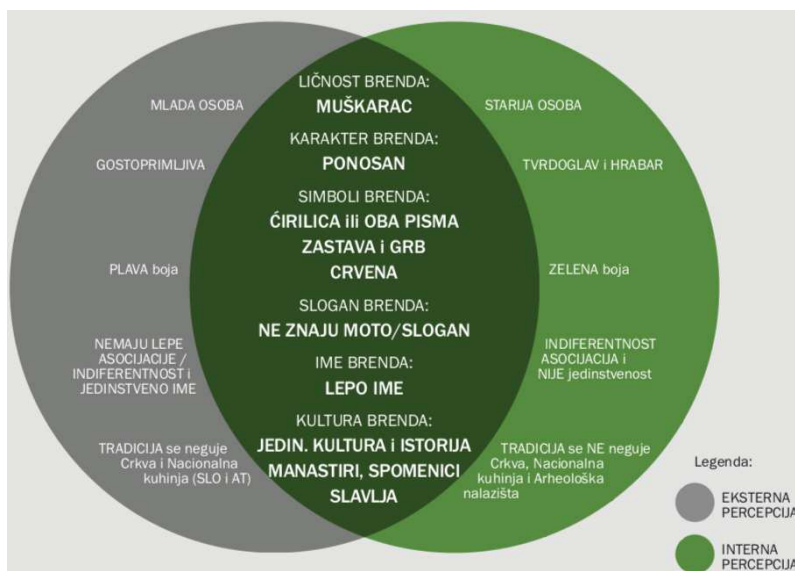 MLADA OSOBA
GOSTOPRIMLJIVA
PLAVA boja
NEMAJU LEPE
ASOCIJACIJE /
INDIFERENTNOST i
JEDINSTVENO IME
TRADICIJA se neguje
Crkva i Nacionalna
kuhinja (SLO i AT)
LIČNOST BRENDA:
MUŠKARAC
KARAKTER BRENDA:
PONOSAN
SIMBOLI BRENDA:
ĆIRILICA ili OBA PISMA
ZASTAVA i GRB
CRVENA
SLOGAN BRENDA:
NE ZNAJU MOTO/SLOGAN
IME BRENDA:
LEPO IME
KULTURA BRENDA:
JEDIN. KULTURA i ISTORIJA
MANASTIRI, SPOMENICI
SLAVLJA
STARIJA OSOBA
TVRDOGLAV i HRABAR
ZELENA boja
INDIFERENTNOST
ASOCIJACIJA i
NIJE jedinstvenost
TRADICIJA se NE neguje
Crkva, Nacionalna
kuhinja i Arheološka
nalazišta
Legenda:
EKSTERNA
PERCEPCIJA
INTERNA
PERCEPCIJA